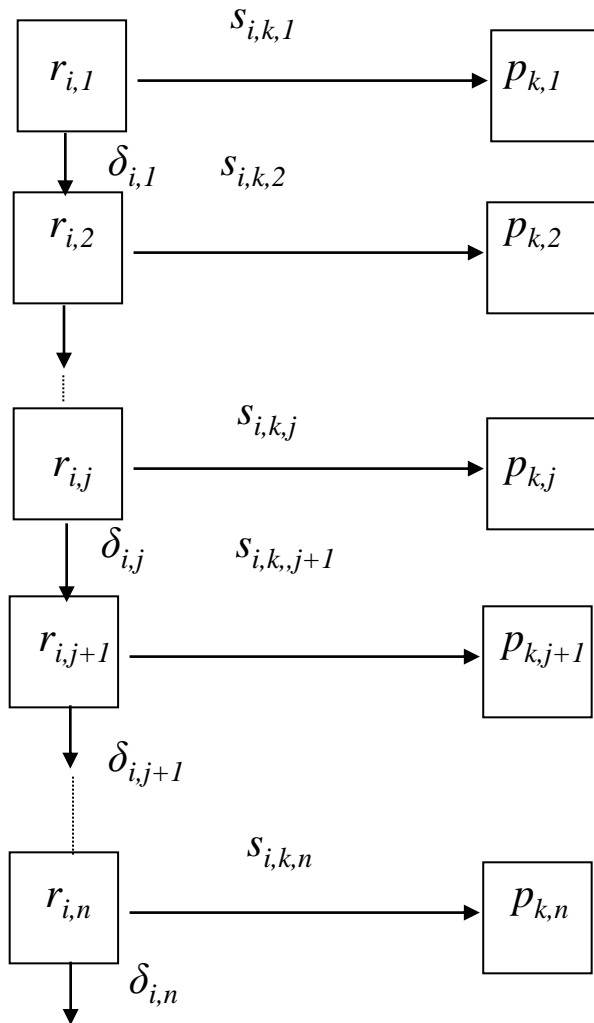 s_{i,k,1}
r_{i,1} p_{k,1}
δ_{i,1} s_{i,k,2}
r_{i,2} p_{k,2}
s_{i,k,j}
r_{i,j} p_{k,j}
δ_{i,j} s_{i,k,,j+1}
r_{i,j+1} p_{k,j+1}
δ_{i,j+1}
s_{i,k,n}
r_{i,n} p_{k,n}
δ_{i,n}